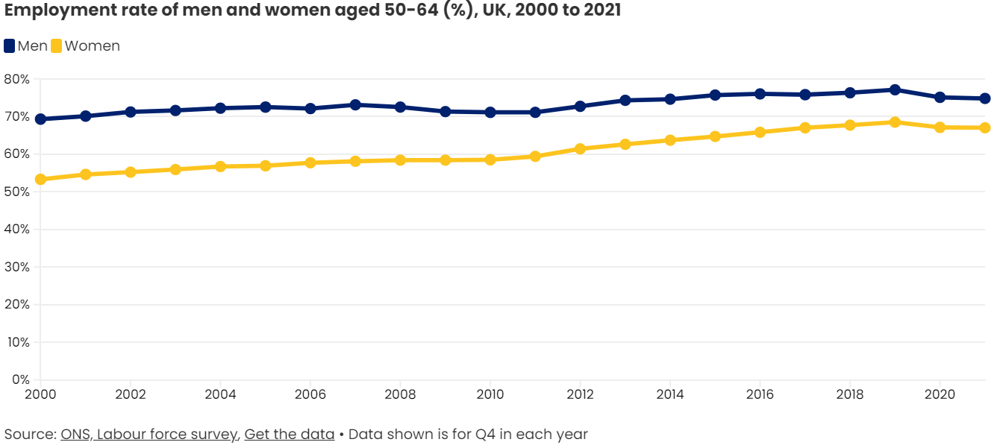 Employment rate of men and women aged 50-64 (%), UK, 2000 to 2021
Men Women
80%
70%
60%
50%
40%
30%
20%
10%
0%
2000 2002 2004 2006 2008 2010 2012 2014 2016 2018 2020
Source: ONS, Labour force survey, Get the data • Data shown is for Q4 in each year